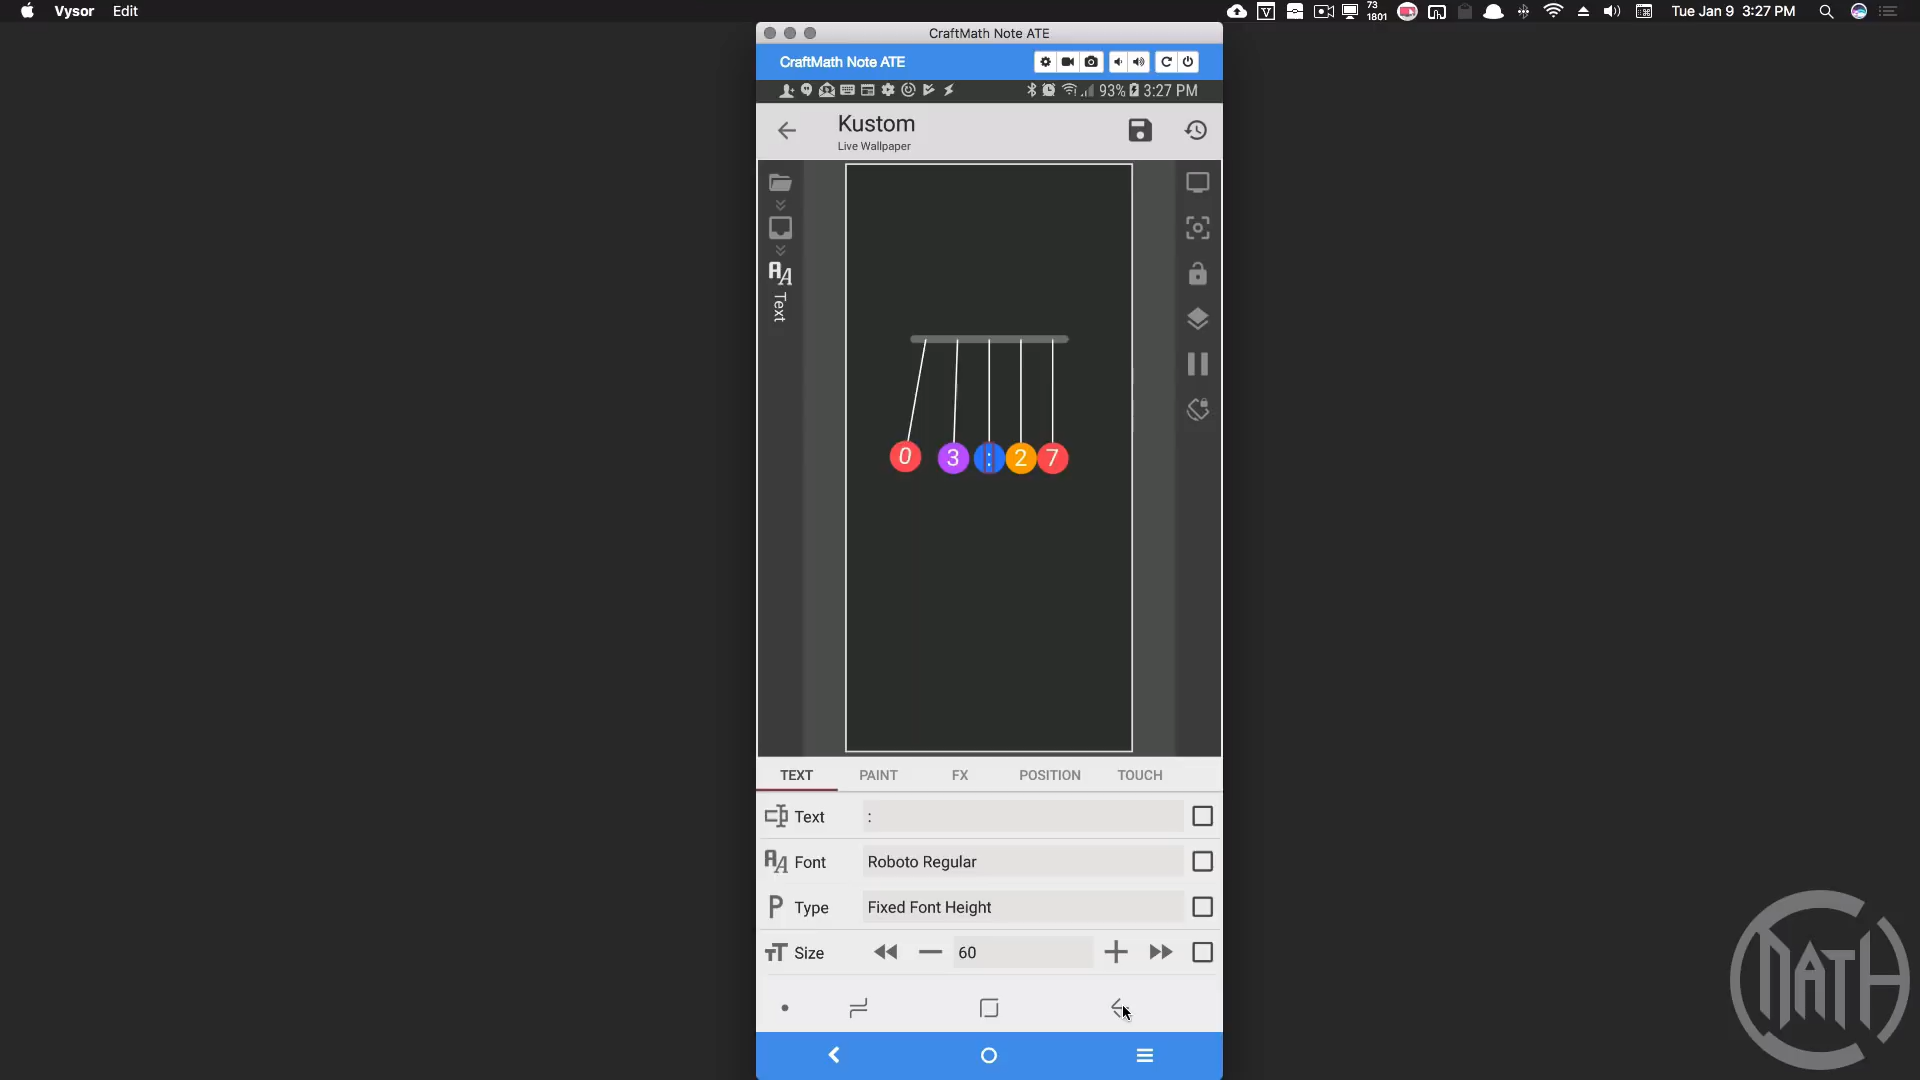 Vysor Edit
73
1801
Tue Jan 9 3:27 PM
CraftMath Note ATE
CraftMath Note ATE
93% 3:27 PM
Kustom
Live Wallpaper
Text
0 3 : 2 7
TEXT PAINT FX POSITION TOUCH
Text :
Font Roboto Regular
Type Fixed Font Height
Size 60
MATH